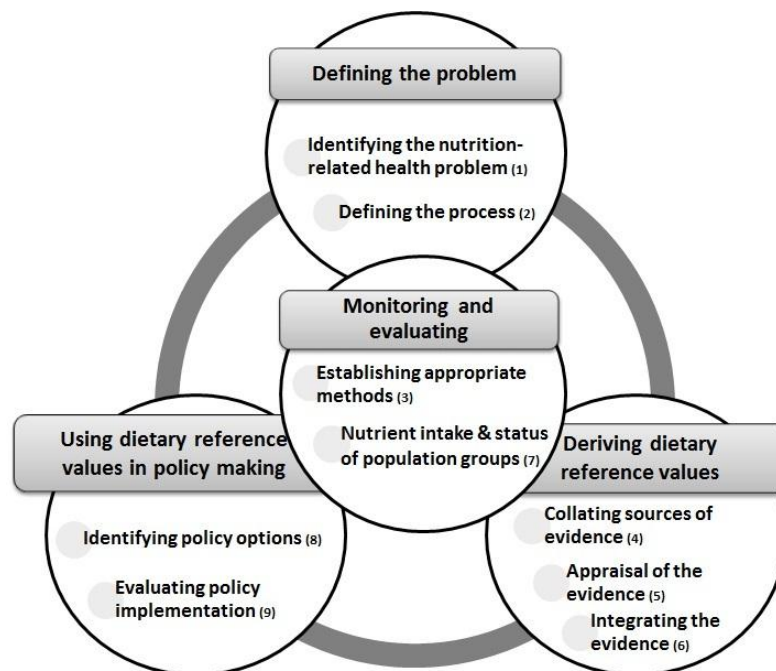 Defining the problem
Identifying the nutrition-
related health problem (1)
Defining the process (2)
Monitoring and
evaluating
Establishing appropriate
methods (3)
Nutrient intake & status
of population groups (7)
Using dietary reference
values in policy making
Identifying policy options (8)
Evaluating policy
implementation (9)
Deriving dietary
reference values
Collating sources of
evidence (4)
Appraisal of the
evidence (5)
Integrating the
evidence (6)